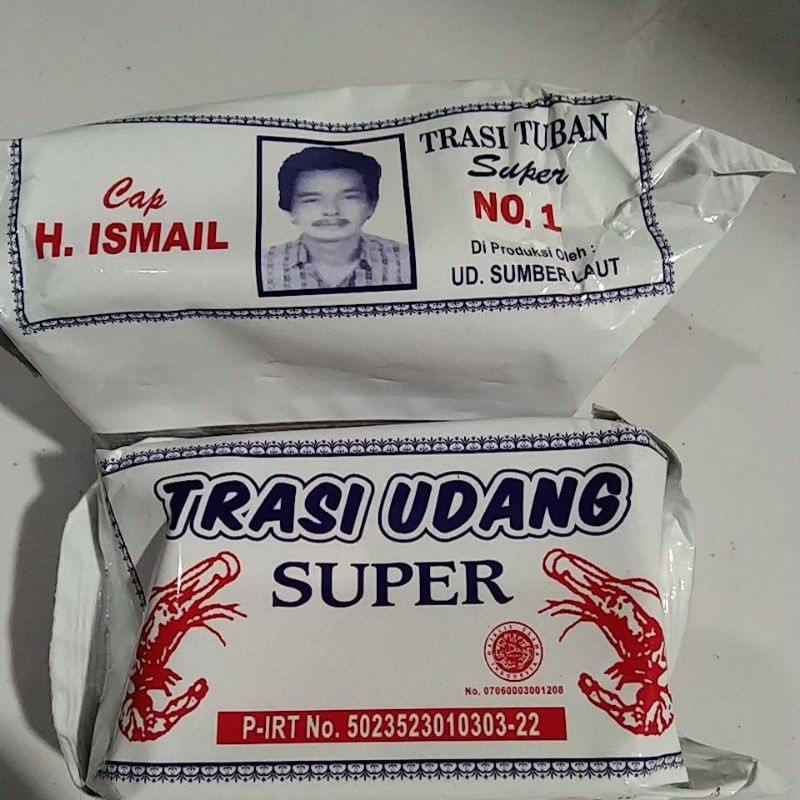 Cap
H. ISMAIL
TRASI TUBAN
Super
NO. 1
Di Produksi Oleh :
UD. SUMBER LAUT
TRASI UDANG
SUPER
No. 07060003001208
P-IRT No. 5023523010303-22